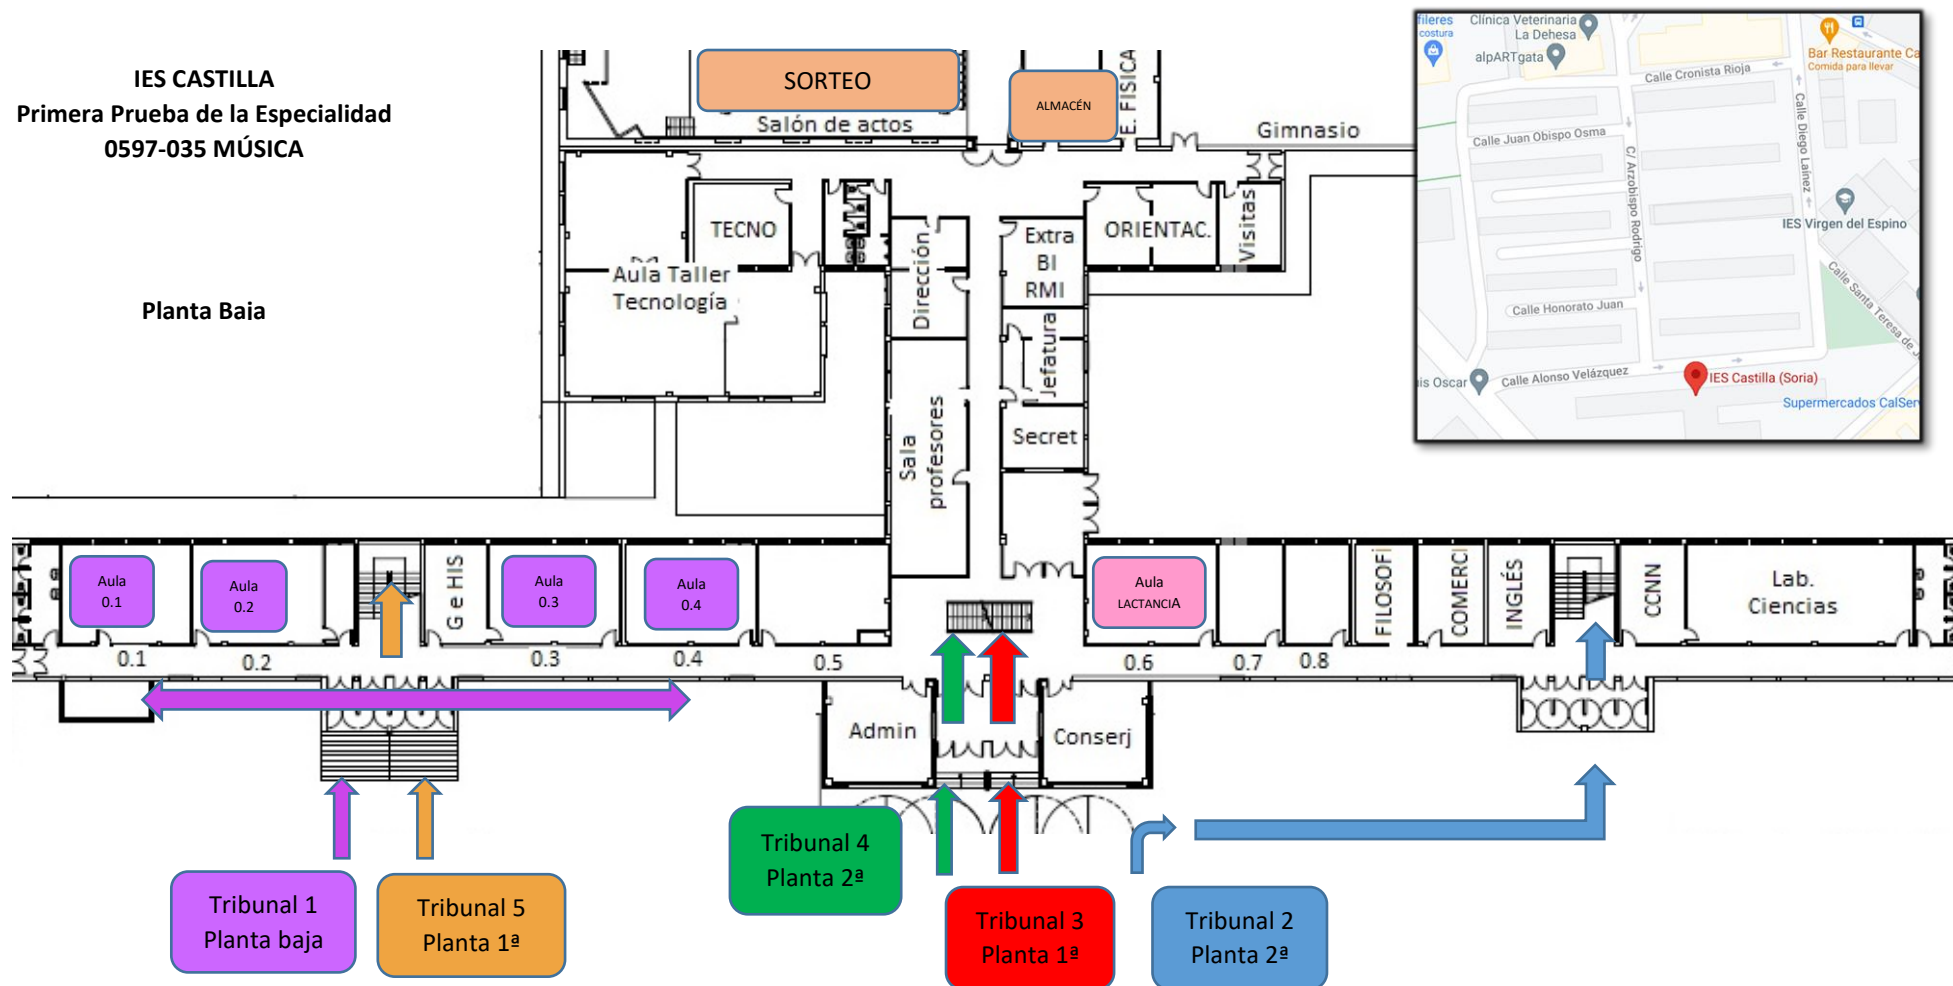 IES CASTILLA
Primera Prueba de la Especialidad
0597-035 MÚSICA
Planta Baja
SORTEO
Salón de actos
ALMACÉN
E. FISICA
Gimnasio
TECNO
Aula Taller
Tecnología
Dirección
Extra
BI
RMI
ORIENTAC.
Visitas
Jefatura
Sala
profesores
Secret
Clínica Veterinaria
La Dehesa
alpARTgata
costura
Calle Cronista Rioja
Comida para llevar
Calle Juan Obispo Osma
C/ Arzobispo Rodrigo
Calle Diego Laínez
IES Virgen del Espino
Calle Honorato Juan
Calle Santa Teresa de
Calle Alonso Velázquez
IES Castilla (Soria)
Aula
0.1
Aula
0.2
G e HIS
Aula
0.3
Aula
0.4
Aula
LACTANCIA
FILOSOFÍ
COMERCI
INGLÉS
CCNN
Lab.
Ciencias
0.1
0.2
0.3
0.4
0.5
0.6
0.7
0.8
Admin
Conserj
Tribunal 1
Planta baja
Tribunal 5
Planta 1ª
Tribunal 4
Planta 2ª
Tribunal 3
Planta 1ª
Tribunal 2
Planta 2ª